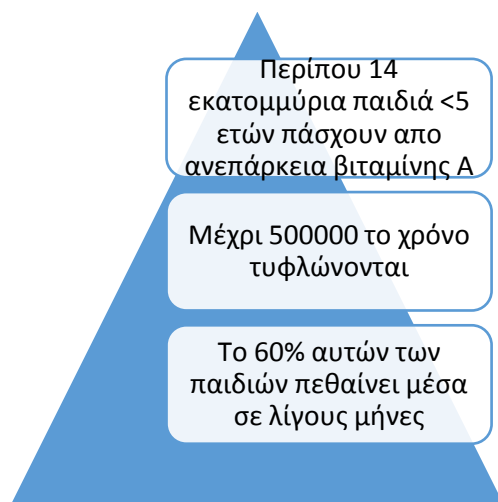 Περίπου 14
εκατομμύρια παιδιά <5
ετών πάσχουν απο
ανεπάρκεια βιταμίνης Α
Μέχρι 500000 το χρόνο
τυφλώνονται
Το 60% αυτών των
παιδιών πεθαίνει μέσα
σε λίγους μήνες